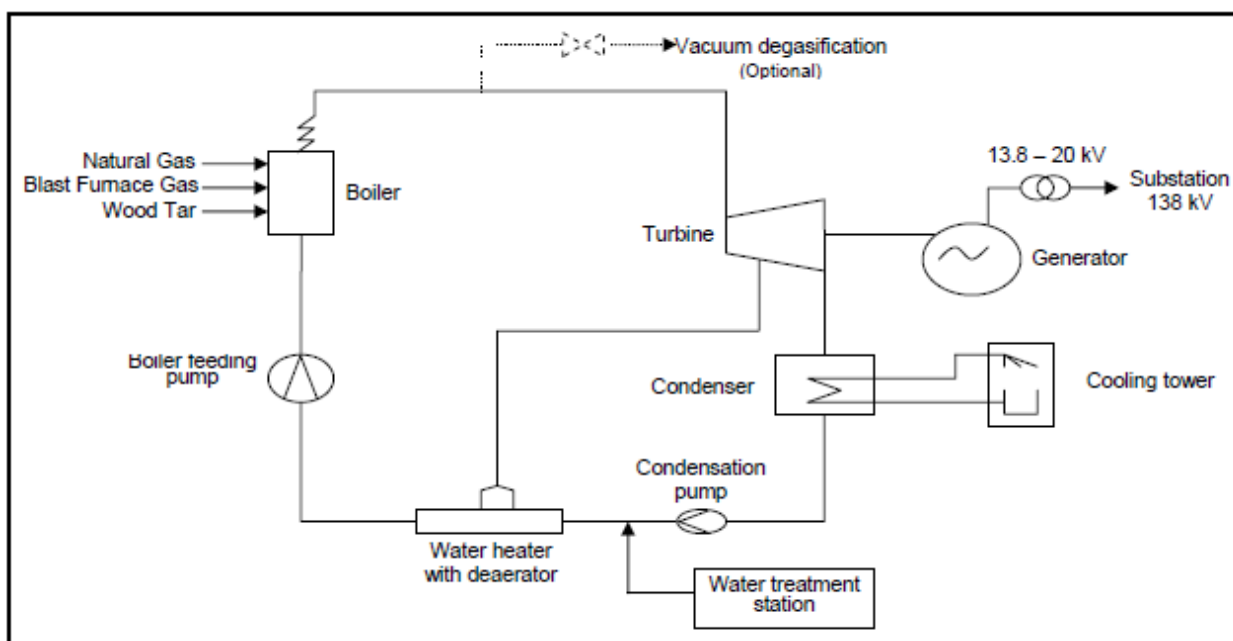 Vacuum degasification
(Optional)
Natural Gas
Blast Furnace Gas
Wood Tar
Boiler
13.8 – 20 kV
Substation
138 kV
Turbine
Generator
Boiler feeding
pump
Condenser
Cooling tower
Condensation
pump
Water heater
with deaerator
Water treatment
station